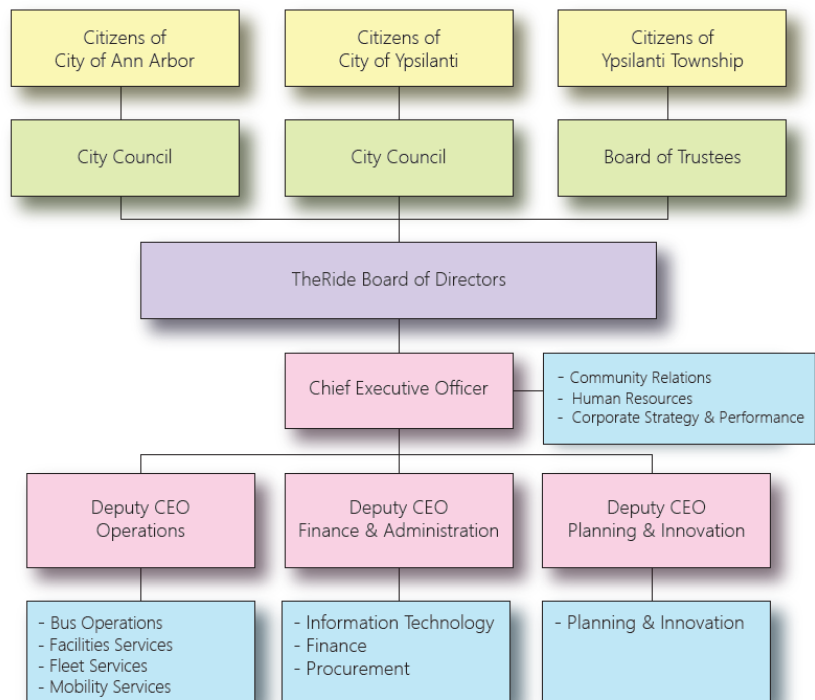 Citizens of
City of Ann Arbor
Citizens of
City of Ypsilanti
Citizens of
Ypsilanti Township
City Council
City Council
Board of Trustees
TheRide Board of Directors
Chief Executive Officer
- Community Relations
- Human Resources
- Corporate Strategy & Performance
Deputy CEO
Operations
Deputy CEO
Finance & Administration
Deputy CEO
Planning & Innovation
- Bus Operations
- Facilities Services
- Fleet Services
- Mobility Services
- Information Technology
- Finance
- Procurement
- Planning & Innovation